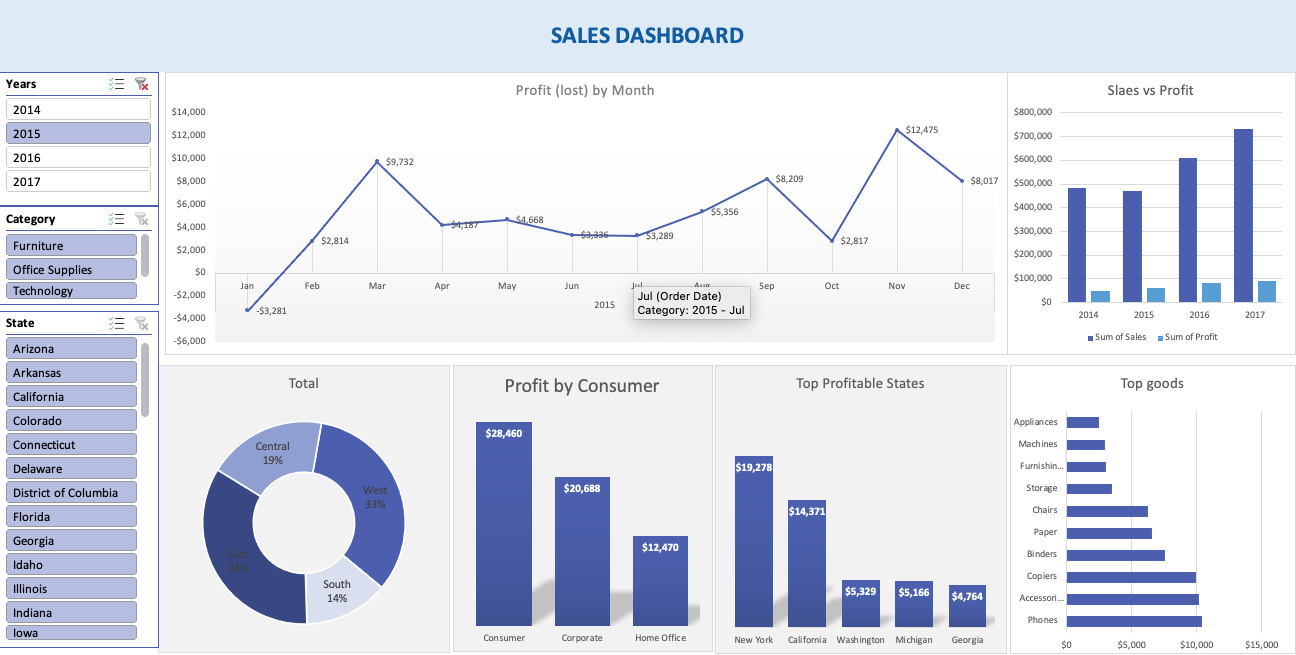 SALES DASHBOARD
Years
2014
2015
2016
2017
Category
Furniture
Office Supplies
Technology
State
Arizona
Arkansas
California
Colorado
Connecticut
Delaware
District of Columbia
Florida
Georgia
Idaho
Illinois
Indiana
Iowa
Profit (lost) by Month
$14,000
$12,000
$10,000
$8,000
$6,000
$4,000
$2,000
$0
-$2,000
-$4,000
-$6,000
-$3,281
$2,814
$9,732
$4,187
$4,668
$3,336
$3,289
$5,356
$8,209
$2,817
$12,475
$8,017
Jan Feb Mar Apr May Jun Jul Aug Sep Oct Nov Dec
2015
Jul (Order Date)
Category: 2015 - Jul
Slaes vs Profit
$800,000
$700,000
$600,000
$500,000
$400,000
$300,000
$200,000
$100,000
$0
2014 2015 2016 2017
Sum of Sales Sum of Profit
Total
Central
19%
West
33%
East
34%
South
14%
Profit by Consumer
$28,460
$20,688
$12,470
Consumer Corporate Home Office
Top Profitable States
$19,278
$14,371
$5,329
$5,166
$4,764
New York California Washington Michigan Georgia
Top goods
Appliances
Machines
Furnishin...
Storage
Chairs
Paper
Binders
Copiers
Accessori...
Phones
$0 $5,000 $10,000 $15,000